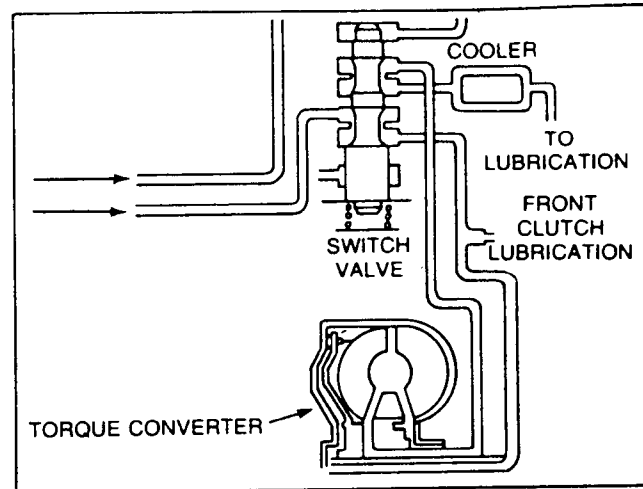 COOLER
TO
LUBRICATION
FRONT
CLUTCH
LUBRICATION
SWITCH
VALVE
TORQUE CONVERTER